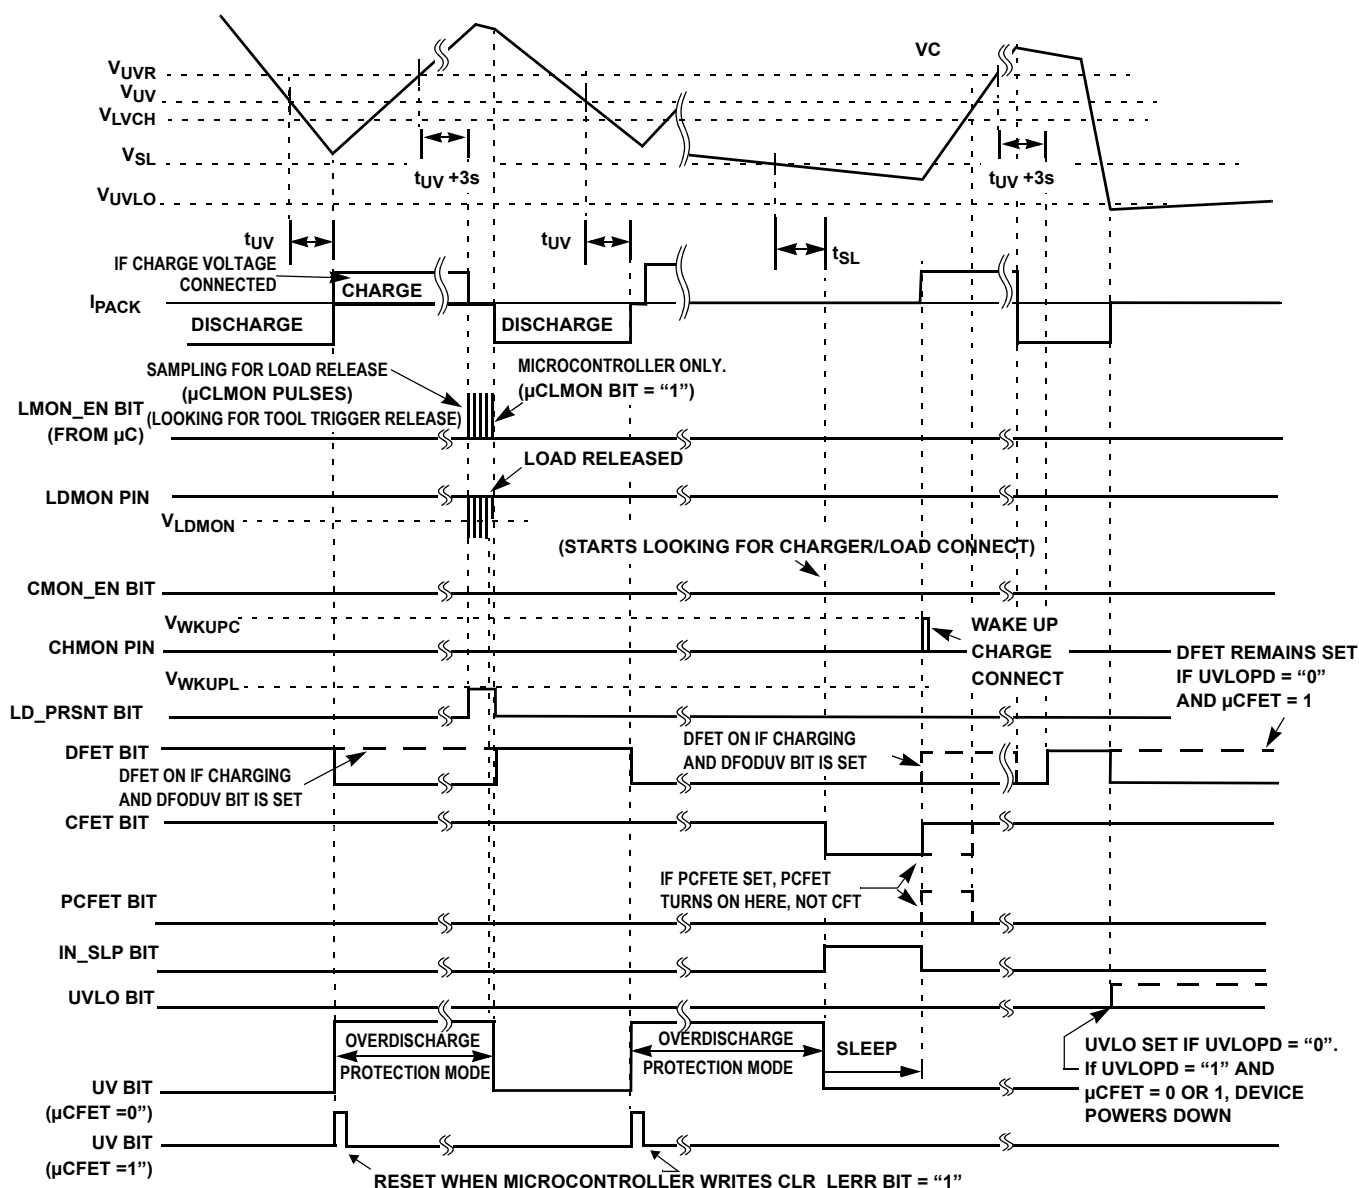 VC
VUVR
VUV
VLVCH
VSL
VUVLO
tUV +3s
tUV +3s
tUV
tUV
tSL
IF CHARGE VOLTAGE
CONNECTED
CHARGE
IPACK
DISCHARGE
DISCHARGE
SAMPLING FOR LOAD RELEASE
(µCLMON PULSES)
(LOOKING FOR TOOL TRIGGER RELEASE)
MICROCONTROLLER ONLY.
(µCLMON BIT = “1”)
LMON_EN BIT
(FROM µC)
LOAD RELEASED
LDMON PIN
VLDMON
(STARTS LOOKING FOR CHARGER/LOAD CONNECT)
CMON_EN BIT
VWKUPC
CHMON PIN
WAKE UP
CHARGE
CONNECT
VWKUPL
LD_PRSNT BIT
DFET REMAINS SET
IF UVLOPD = “0”
AND µCFET = 1
DFET BIT
DFET ON IF CHARGING
AND DFODUV BIT IS SET
DFET ON IF CHARGING
AND DFODUV BIT IS SET
CFET BIT
IF PCFETE SET, PCFET
TURNS ON HERE, NOT CFT
PCFET BIT
IN_SLP BIT
UVLO BIT
OVERDISCHARGE
PROTECTION MODE
OVERDISCHARGE
PROTECTION MODE
SLEEP
UVLO SET IF UVLOPD = “0”.
If UVLOPD = “1” AND
µCFET = 0 OR 1, DEVICE
POWERS DOWN
UV BIT
(µCFET =0”)
UV BIT
(µCFET =1”)
RESET WHEN MICROCONTROLLER WRITES CLR_LERR BIT = “1”